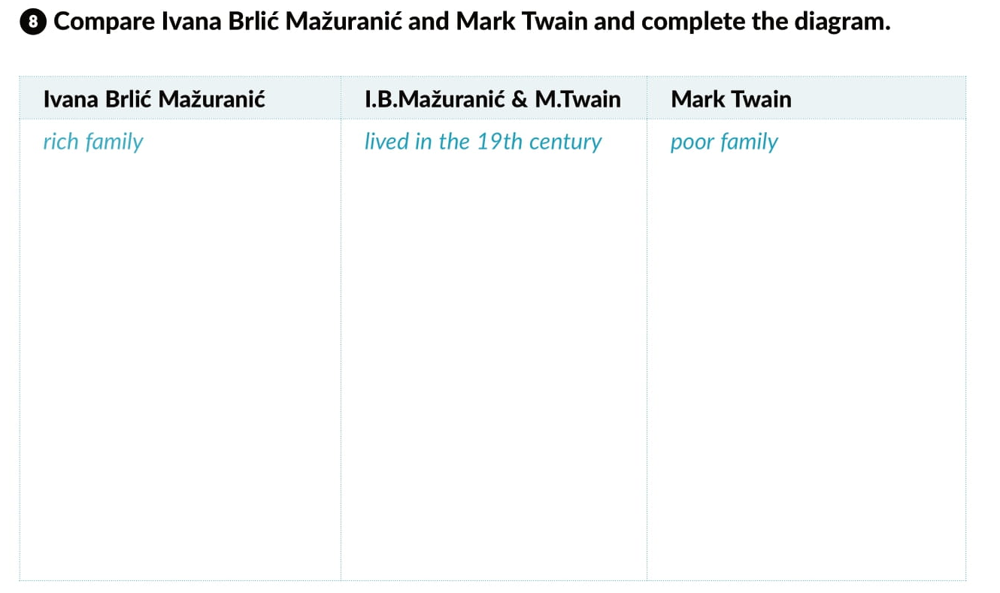 8 Compare Ivana Brlić Mažuranić and Mark Twain and complete the diagram.
Ivana Brlić Mažuranić
I.B.Mažuranić & M.Twain
Mark Twain
rich family
lived in the 19th century
poor family